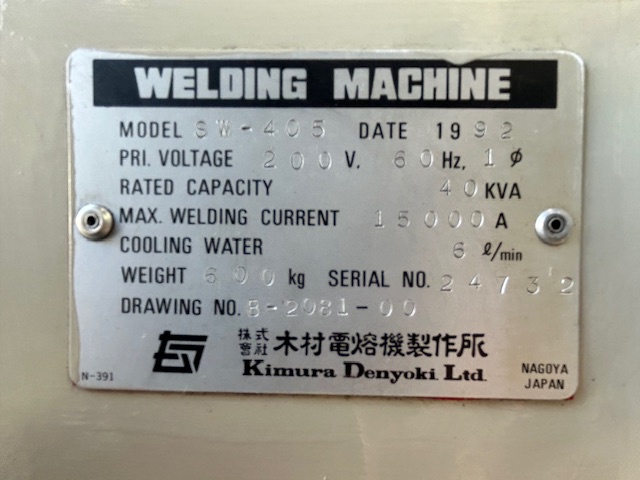 WELDING MACHINE
MODEL SW-405 DATE 1992
PRI. VOLTAGE 200 V. 60 Hz, 1 φ
RATED CAPACITY 40 KVA
MAX. WELDING CURRENT 15000 A
COOLING WATER 6 ℓ/min
WEIGHT 600 kg SERIAL NO. 24732
DRAWING NO. B-2081-00
株式会社 木村電熔機製作所
Kimura Denyoki Ltd.
N-391
NAGOYA
JAPAN